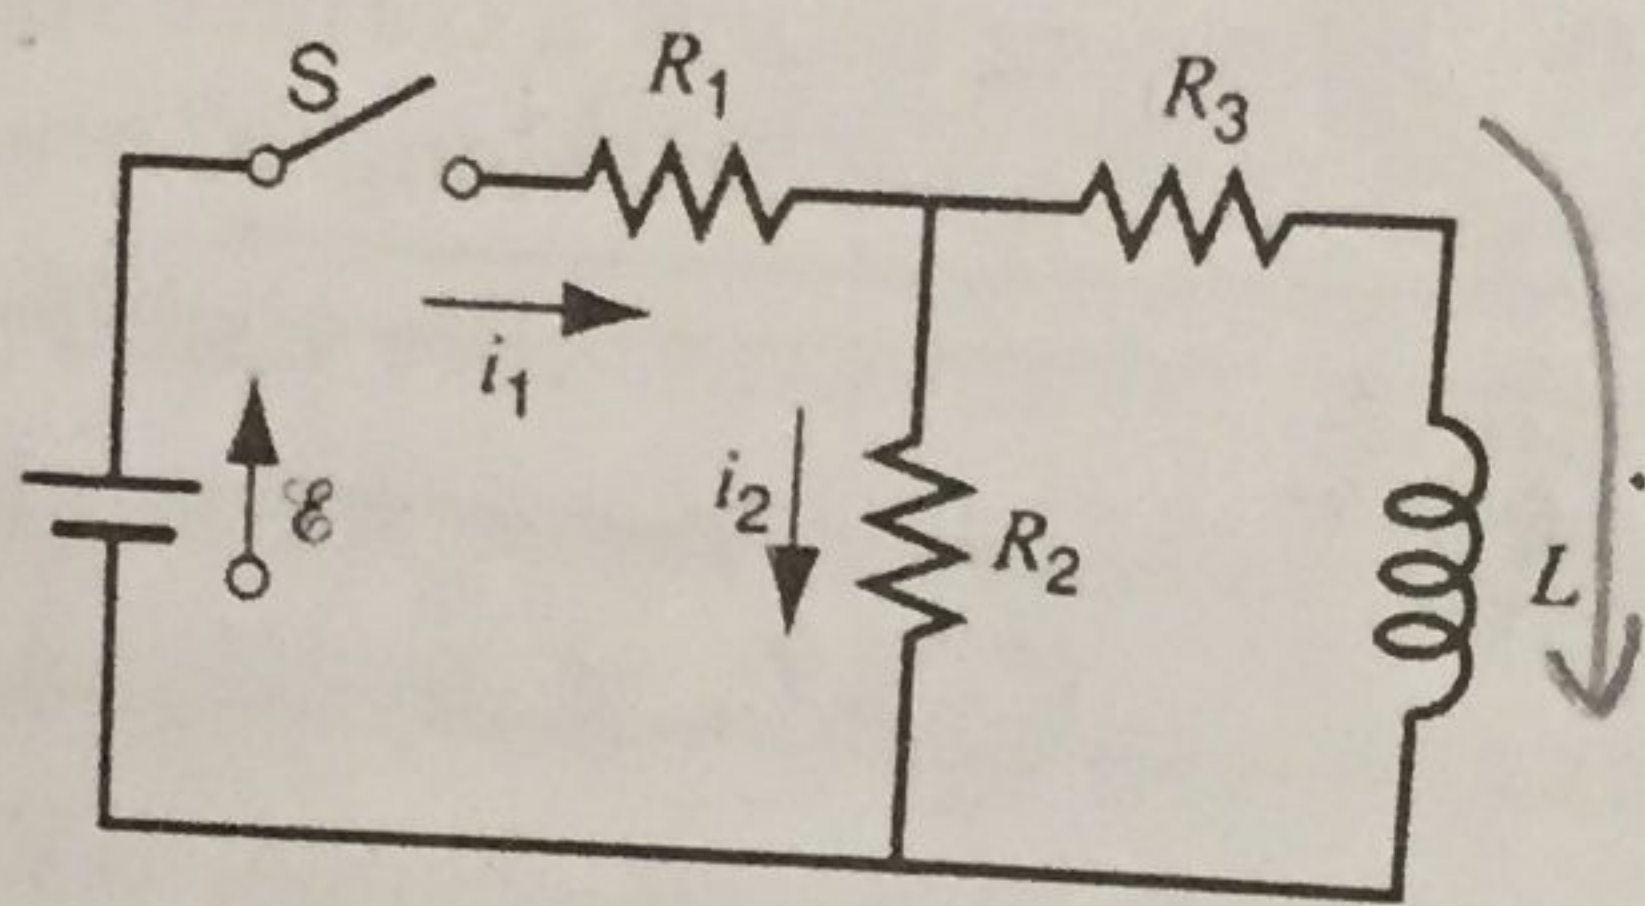 S
R₁
R₃
i₁
ℰ
i₂
R₂
L